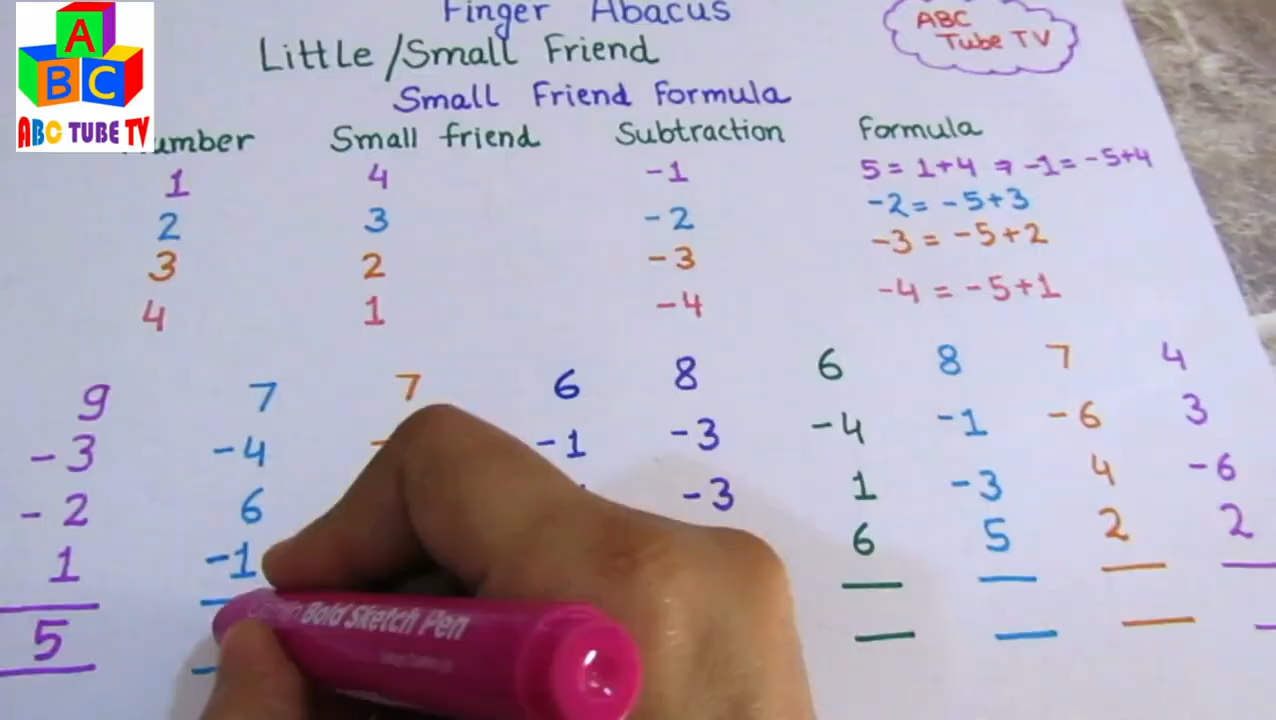 Finger Abacus
ABC
Tube TV
Little/Small Friend
Small Friend Formula
A
B C
ABC TUBE TV
umber Small friend Subtraction Formula
1 4 -1 5=1+4 ⇒ -1=-5+4
2 3 -2 -2=-5+3
3 2 -3 -3=-5+2
4 1 -4 -4=-5+1
9 7 7 6 8 6 8 7 4
-3 -4 - -1 -3 -4 -1 -6 3
-2 6 -3 1 -3 4 -6
1 -1 6 5 2 2
5
Bold Sketch Pen